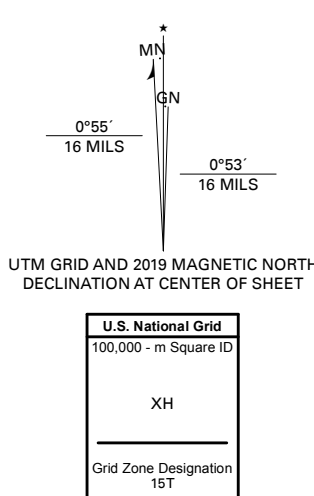 ★
MN
GN
0°55´
16 MILS
0°53´
16 MILS
UTM GRID AND 2019 MAGNETIC NORTH
DECLINATION AT CENTER OF SHEET
U.S. National Grid
100,000 - m Square ID
XH
Grid Zone Designation
15T